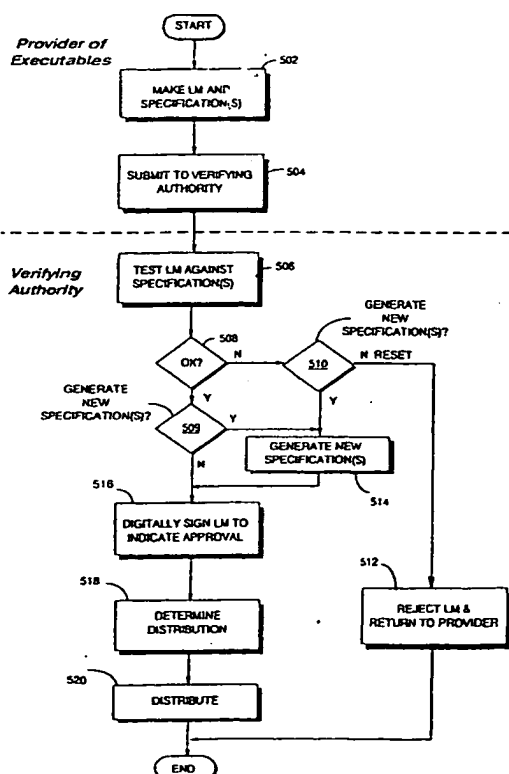 START
Provider of
Executables
502
MAKE LM AND
SPECIFICATION(S)
SUBMIT TO VERIFYING
AUTHORITY
504
Verifying
Authority
TEST LM AGAINST
SPECIFICATION(S)
506
508
OK?
N
GENERATE
NEW
SPECIFICATION(S)?
510
N RESET
Y
GENERATE
NEW
SPECIFICATION(S)?
509
Y
Y
N
GENERATE NEW
SPECIFICATION(S)
514
516
DIGITALLY SIGN LM TO
INDICATE APPROVAL
512
REJECT LM &
RETURN TO PROVIDER
518
DETERMINE
DISTRIBUTION
520
DISTRIBUTE
END